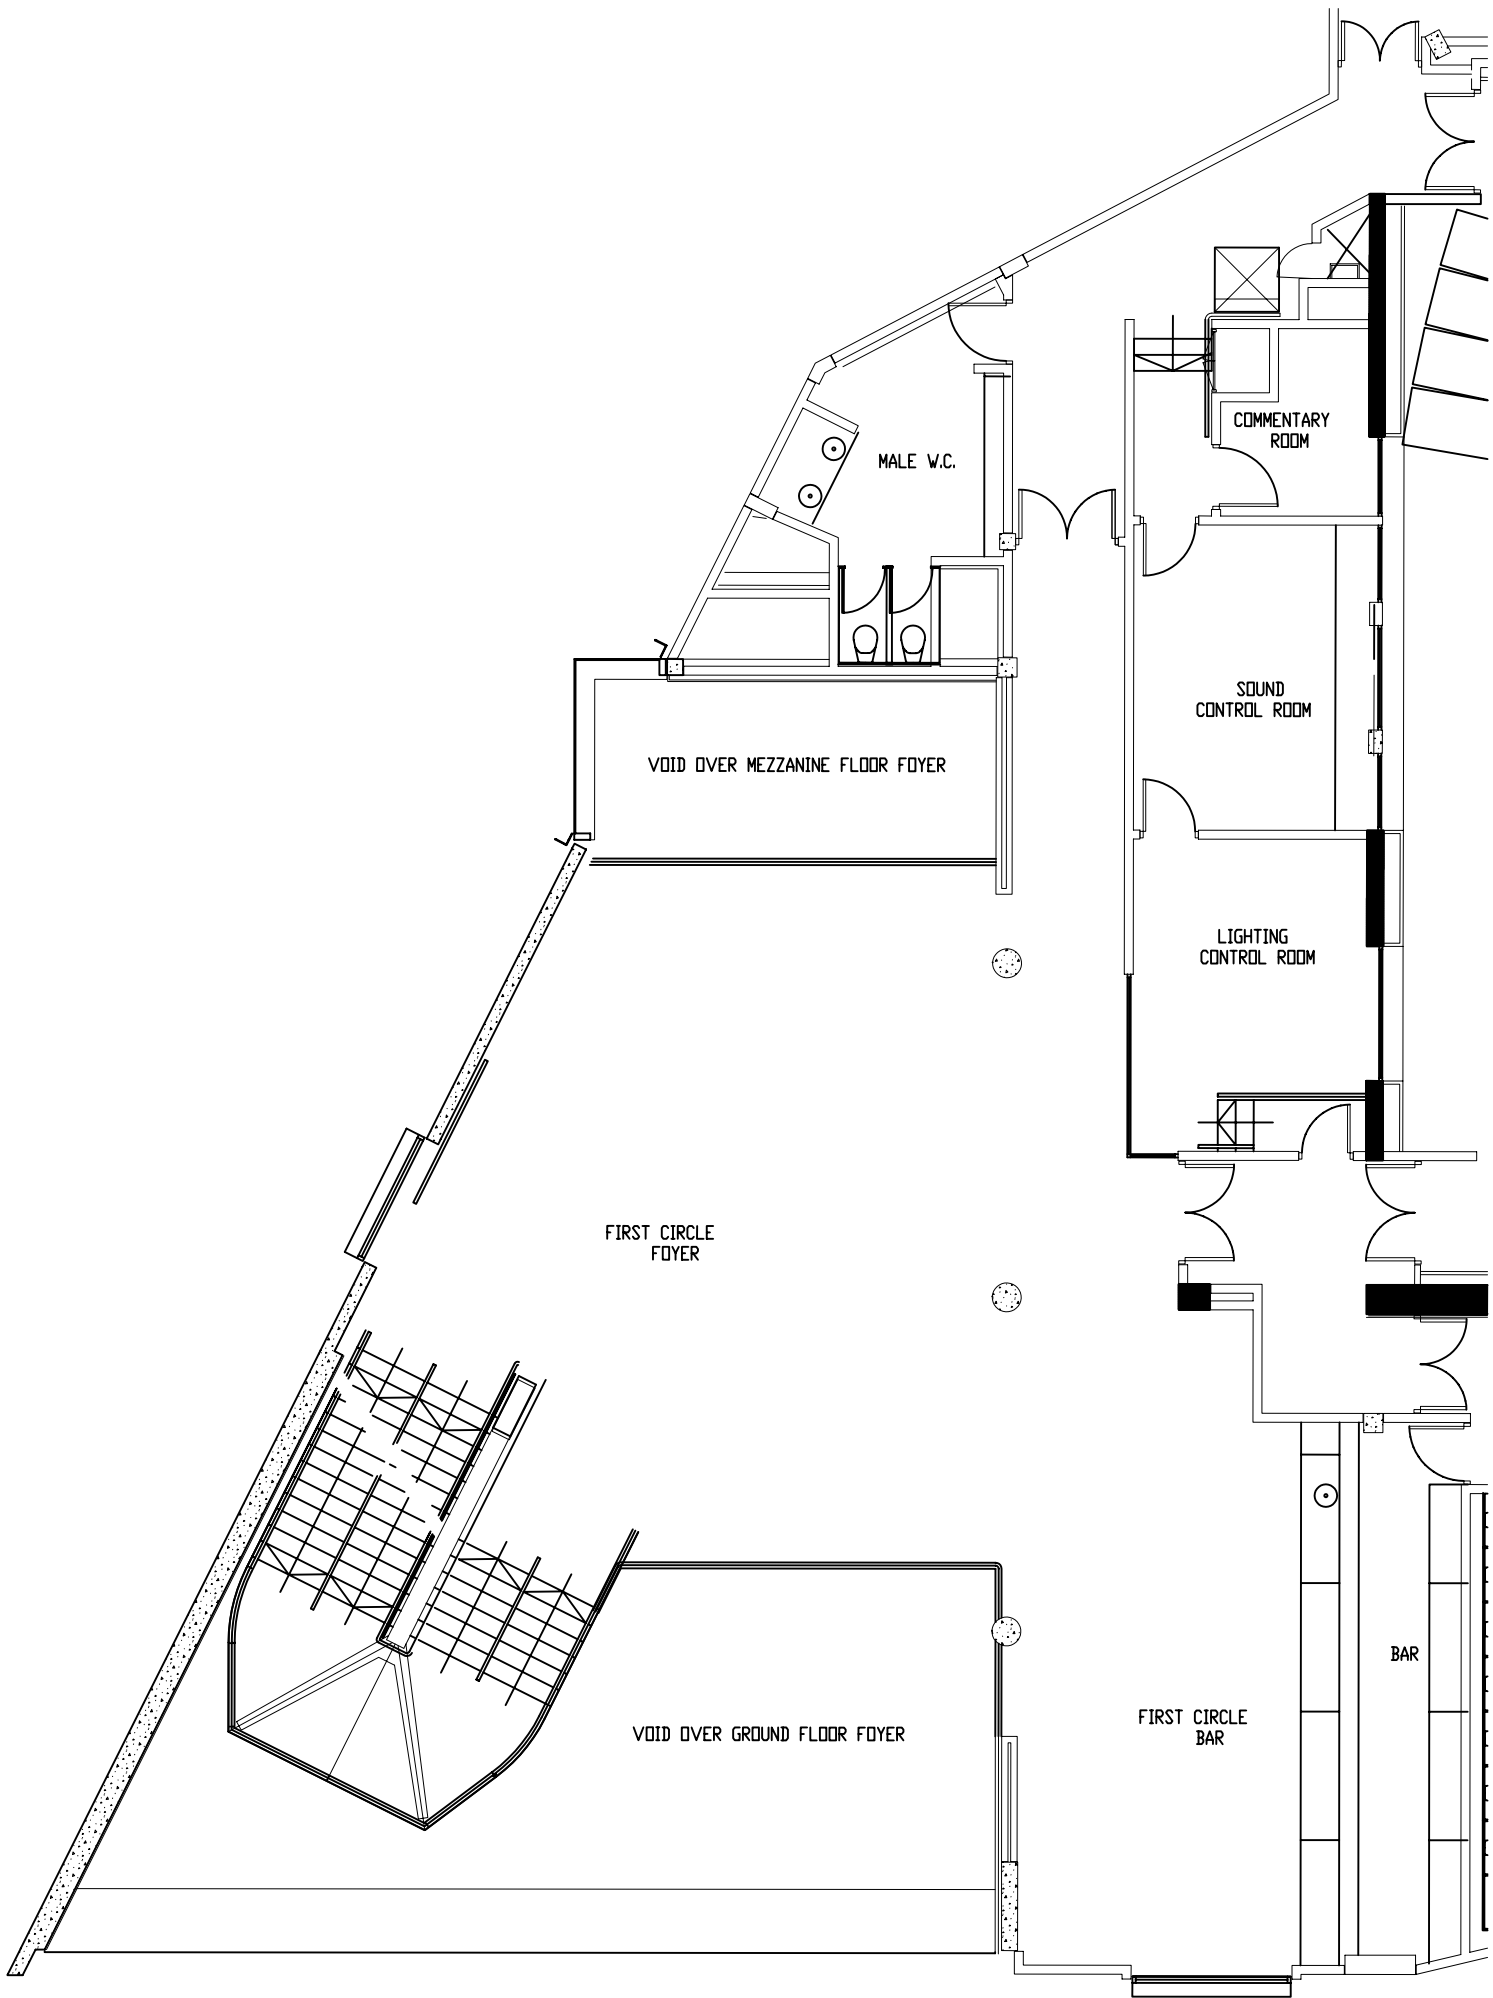 COMMENTARY
ROOM
MALE W.C.
SOUND
CONTROL ROOM
VOID OVER MEZZANINE FLOOR FOYER
LIGHTING
CONTROL ROOM
FIRST CIRCLE
FOYER
BAR
FIRST CIRCLE
BAR
VOID OVER GROUND FLOOR FOYER